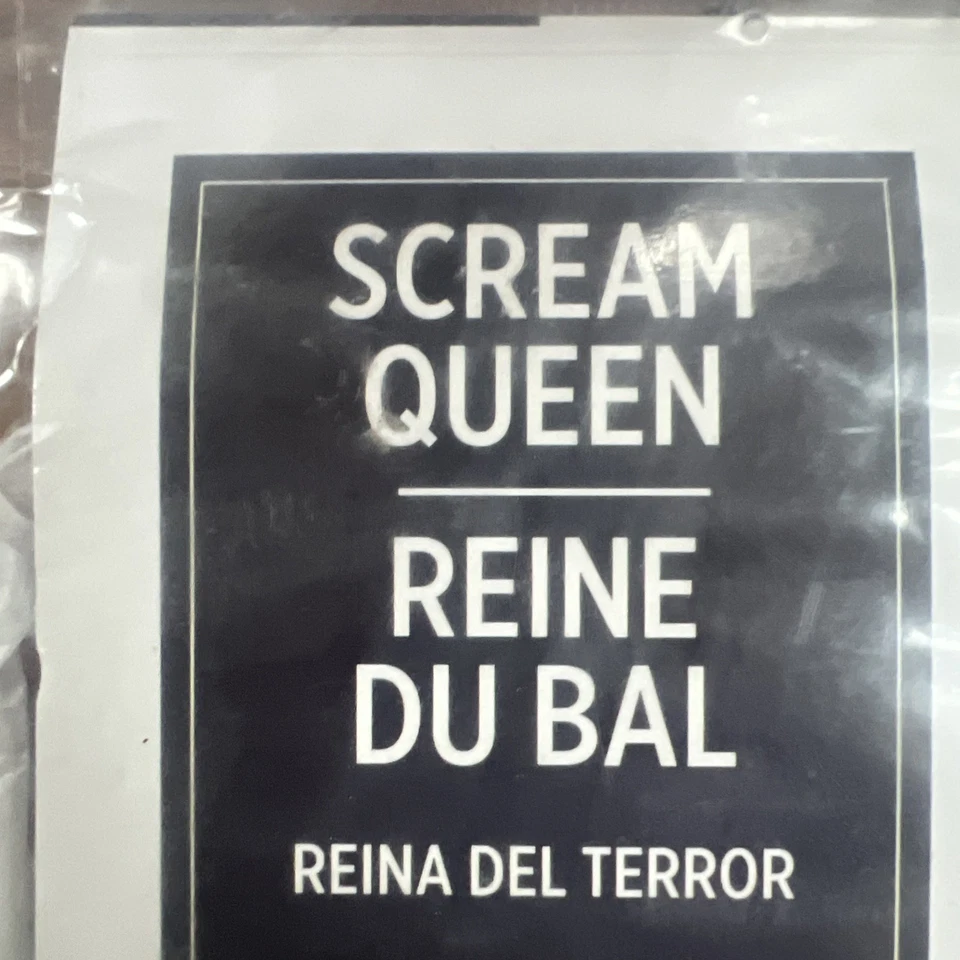 SCREAM
QUEEN
REINE
DU BAL
REINA DEL TERROR